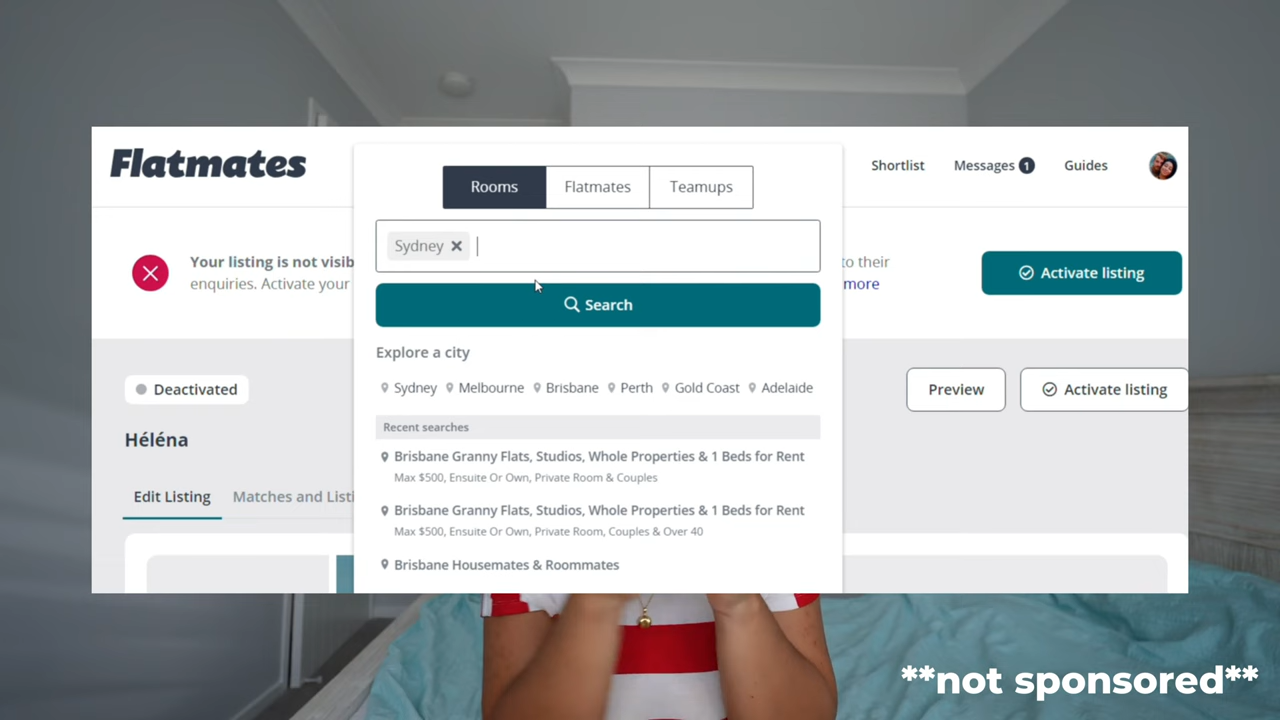 Flatmates
Rooms
Flatmates
Teamups
Shortlist
Messages 1
Guides
Sydney
Your listing is not visib
to their
enquiries. Activate your
more
Activate listing
Search
Explore a city
Sydney Melbourne Brisbane Perth Gold Coast Adelaide
Deactivated
Preview
Activate listing
Héléna
Recent searches
Brisbane Granny Flats, Studios, Whole Properties & 1 Beds for Rent
Max $500, Ensuite Or Own, Private Room & Couples
Edit Listing
Matches and Listi
Brisbane Granny Flats, Studios, Whole Properties & 1 Beds for Rent
Max $500, Ensuite Or Own, Private Room, Couples & Over 40
Brisbane Housemates & Roommates
**not sponsored**